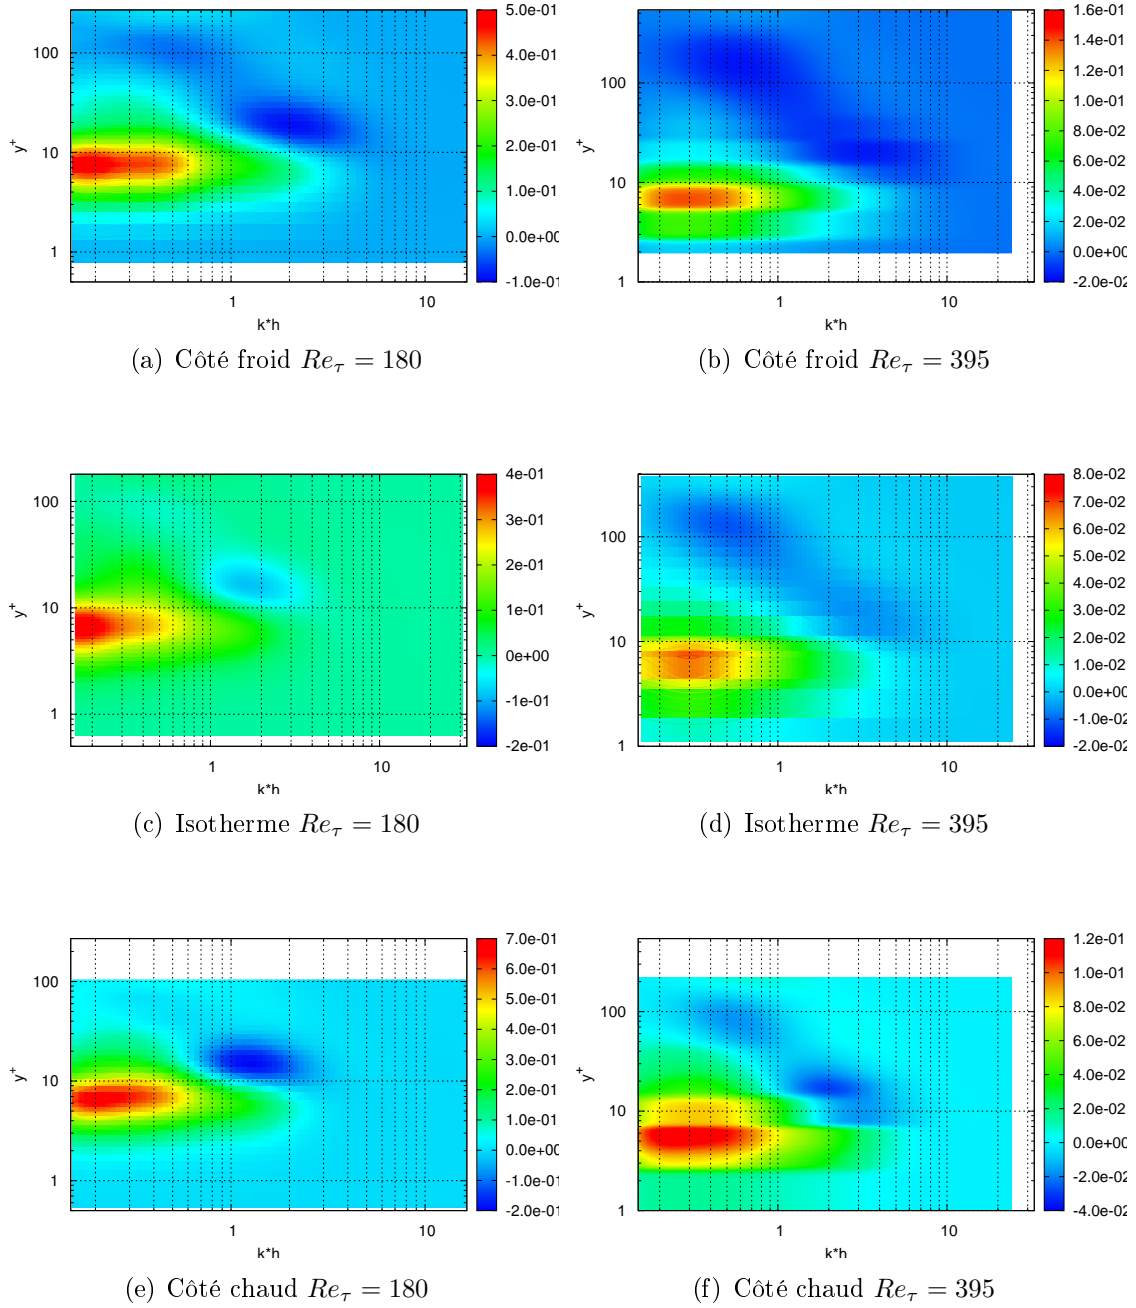 5.0e-01
4.0e-01
3.0e-01
2.0e-01
1.0e-01
0.0e+00
-1.0e-01
100
10
1
y+
1 10
k*h
(a) Côté froid Reτ = 180
1.6e-01
1.4e-01
1.2e-01
1.0e-01
8.0e-02
6.0e-02
4.0e-02
2.0e-02
0.0e+00
-2.0e-02
100
10
1
y+
1 10
k*h
(b) Côté froid Reτ = 395
4e-01
3e-01
2e-01
1e-01
0e+00
-1e-01
-2e-01
100
10
1
y+
1 10
k*h
(c) Isotherme Reτ = 180
8.0e-02
7.0e-02
6.0e-02
5.0e-02
4.0e-02
3.0e-02
2.0e-02
1.0e-02
0.0e+00
-1.0e-02
-2.0e-02
100
10
1
y+
1 10
k*h
(d) Isotherme Reτ = 395
7.0e-01
6.0e-01
5.0e-01
4.0e-01
3.0e-01
2.0e-01
1.0e-01
0.0e+00
-1.0e-01
-2.0e-01
100
10
1
y+
1 10
k*h
(e) Côté chaud Reτ = 180
1.2e-01
1.0e-01
8.0e-02
6.0e-02
4.0e-02
2.0e-02
0.0e+00
-2.0e-02
-4.0e-02
100
10
1
y+
1 10
k*h
(f) Côté chaud Reτ = 395